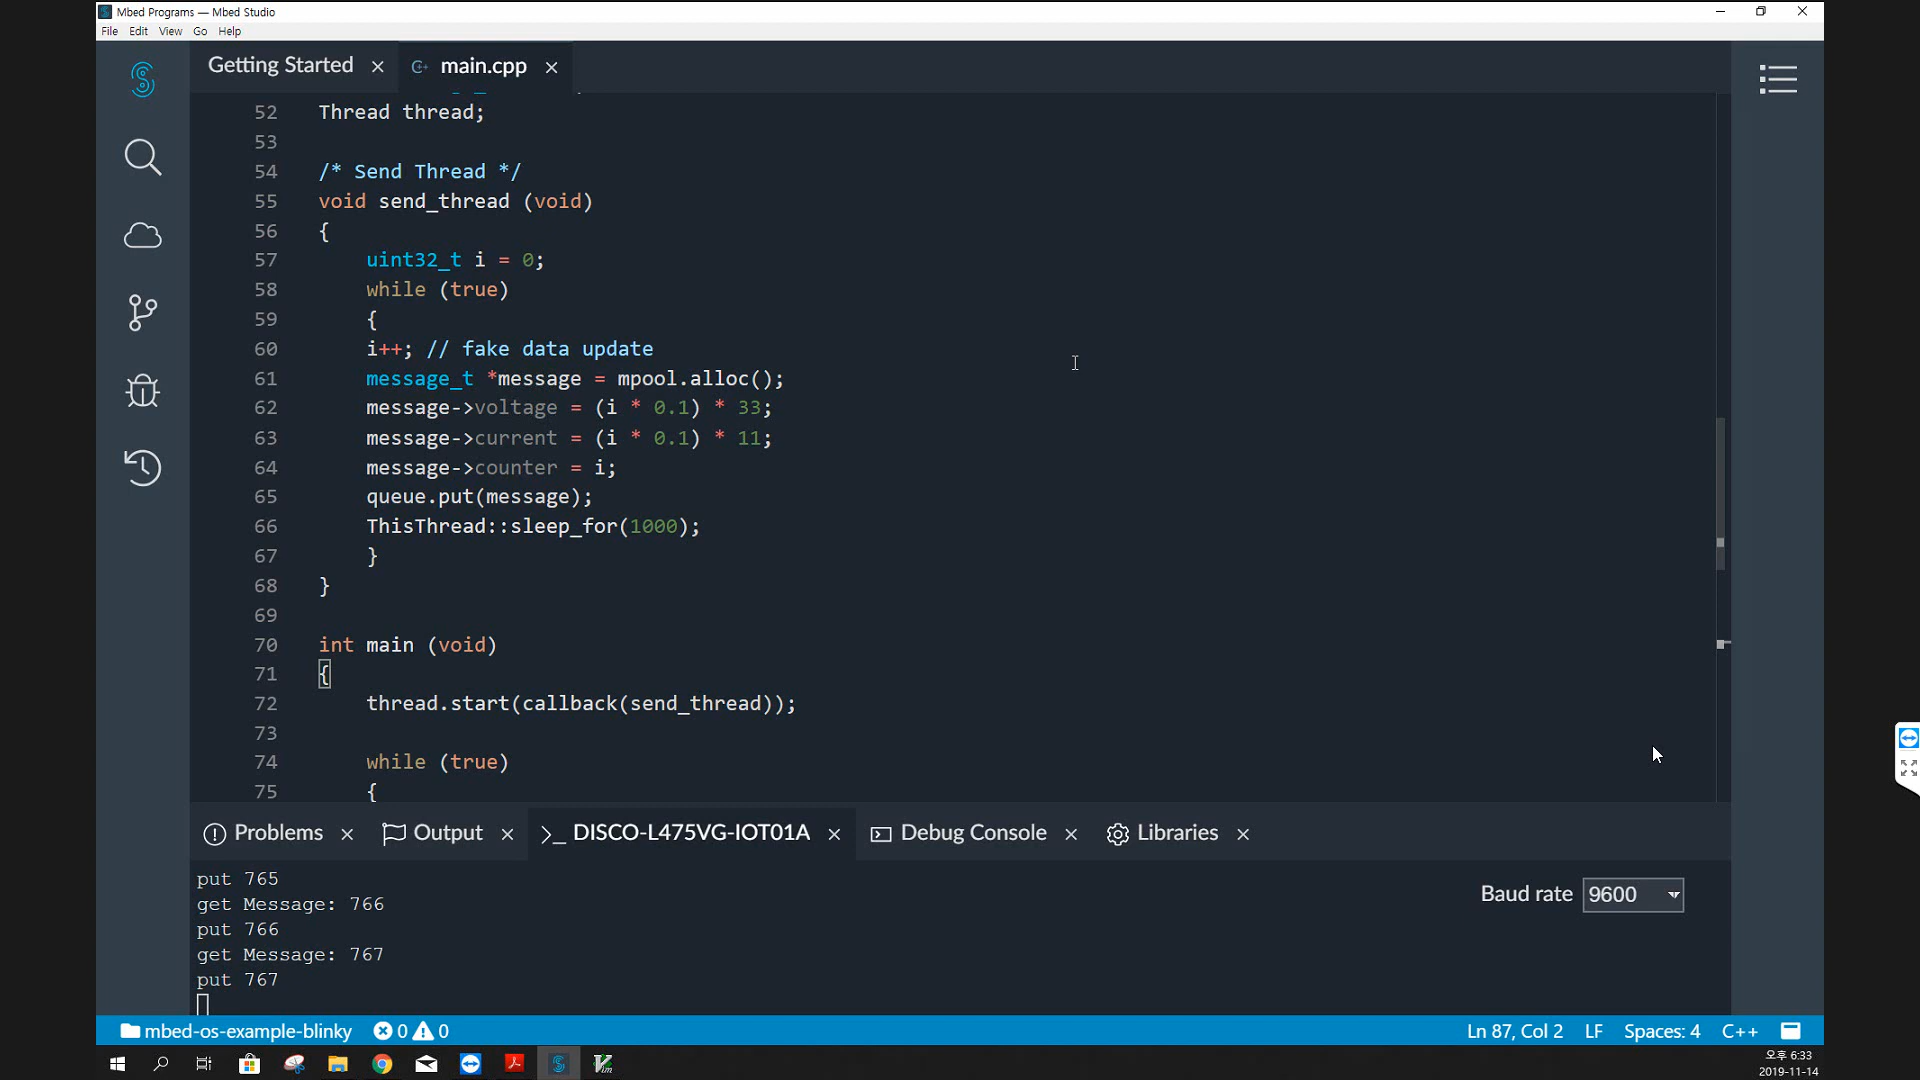 Mbed Programs — Mbed Studio
File Edit View Go Help
Getting Started × main.cpp ×
52 Thread thread;
53
54 /* Send Thread */
55 void send_thread (void)
56 {
57 uint32_t i = 0;
58 while (true)
59 {
60 i++; // fake data update
61 message_t *message = mpool.alloc();
62 message->voltage = (i * 0.1) * 33;
63 message->current = (i * 0.1) * 11;
64 message->counter = i;
65 queue.put(message);
66 ThisThread::sleep_for(1000);
67 }
68 }
69
70 int main (void)
71 {
72 thread.start(callback(send_thread));
73
74 while (true)
75 {
Problems × Output × >_ DISCO-L475VG-IOT01A × Debug Console × Libraries ×
put 765
get Message: 766
put 766
get Message: 767
put 767
Baud rate 9600
mbed-os-example-blinky 0 0 Ln 87, Col 2 LF Spaces: 4 C++
오후 6:33
2019-11-14